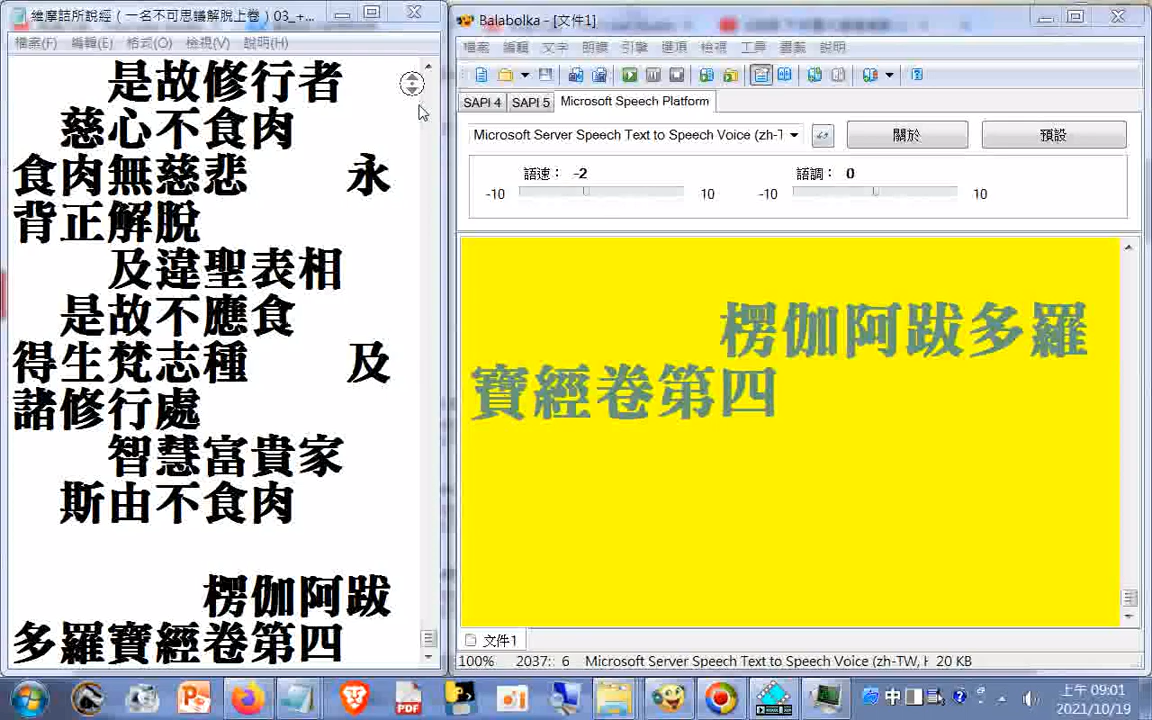 維摩詰所說經（一名不可思議解脫上卷）03_+...
檔案(F) 編輯(E) 格式(O) 檢視(V) 說明(H)
是故修行者
慈心不食肉
食肉無慈悲 永
背正解脫
及違聖表相
是故不應食
得生梵志種 及
諸修行處
智慧富貴家
斯由不食肉
楞伽阿跋
多羅寶經卷第四
Balabolka - [文件1]
檔案 編輯 文字 朗讀 引擎 選項 檢視 工具 書籤 說明
SAPI 4 SAPI 5 Microsoft Speech Platform
Microsoft Server Speech Text to Speech Voice (zh-T
關於 預設
語速： -2 語調： 0
-10 10 -10 10
楞伽阿跋多羅
寶經卷第四
文件1
100% 2037: 6 Microsoft Server Speech Text to Speech Voice (zh-TW, H 20 KB
PDF
中
上午 09:01
2021/10/19